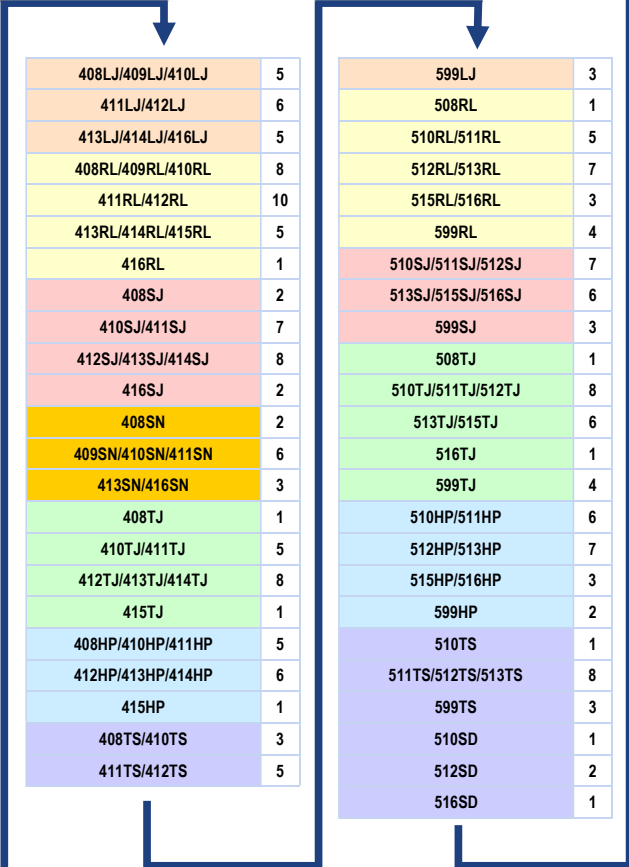 408LJ/409LJ/410LJ 5
411LJ/412LJ 6
413LJ/414LJ/416LJ 5
408RL/409RL/410RL 8
411RL/412RL 10
413RL/414RL/415RL 5
416RL 1
408SJ 2
410SJ/411SJ 7
412SJ/413SJ/414SJ 8
416SJ 2
408SN 2
409SN/410SN/411SN 6
413SN/416SN 3
408TJ 1
410TJ/411TJ 5
412TJ/413TJ/414TJ 8
415TJ 1
408HP/410HP/411HP 5
412HP/413HP/414HP 6
415HP 1
408TS/410TS 3
411TS/412TS 5
599LJ 3
508RL 1
510RL/511RL 5
512RL/513RL 7
515RL/516RL 3
599RL 4
510SJ/511SJ/512SJ 7
513SJ/515SJ/516SJ 6
599SJ 3
508TJ 1
510TJ/511TJ/512TJ 8
513TJ/515TJ 6
516TJ 1
599TJ 4
510HP/511HP 6
512HP/513HP 7
515HP/516HP 3
599HP 2
510TS 1
511TS/512TS/513TS 8
599TS 3
510SD 1
512SD 2
516SD 1